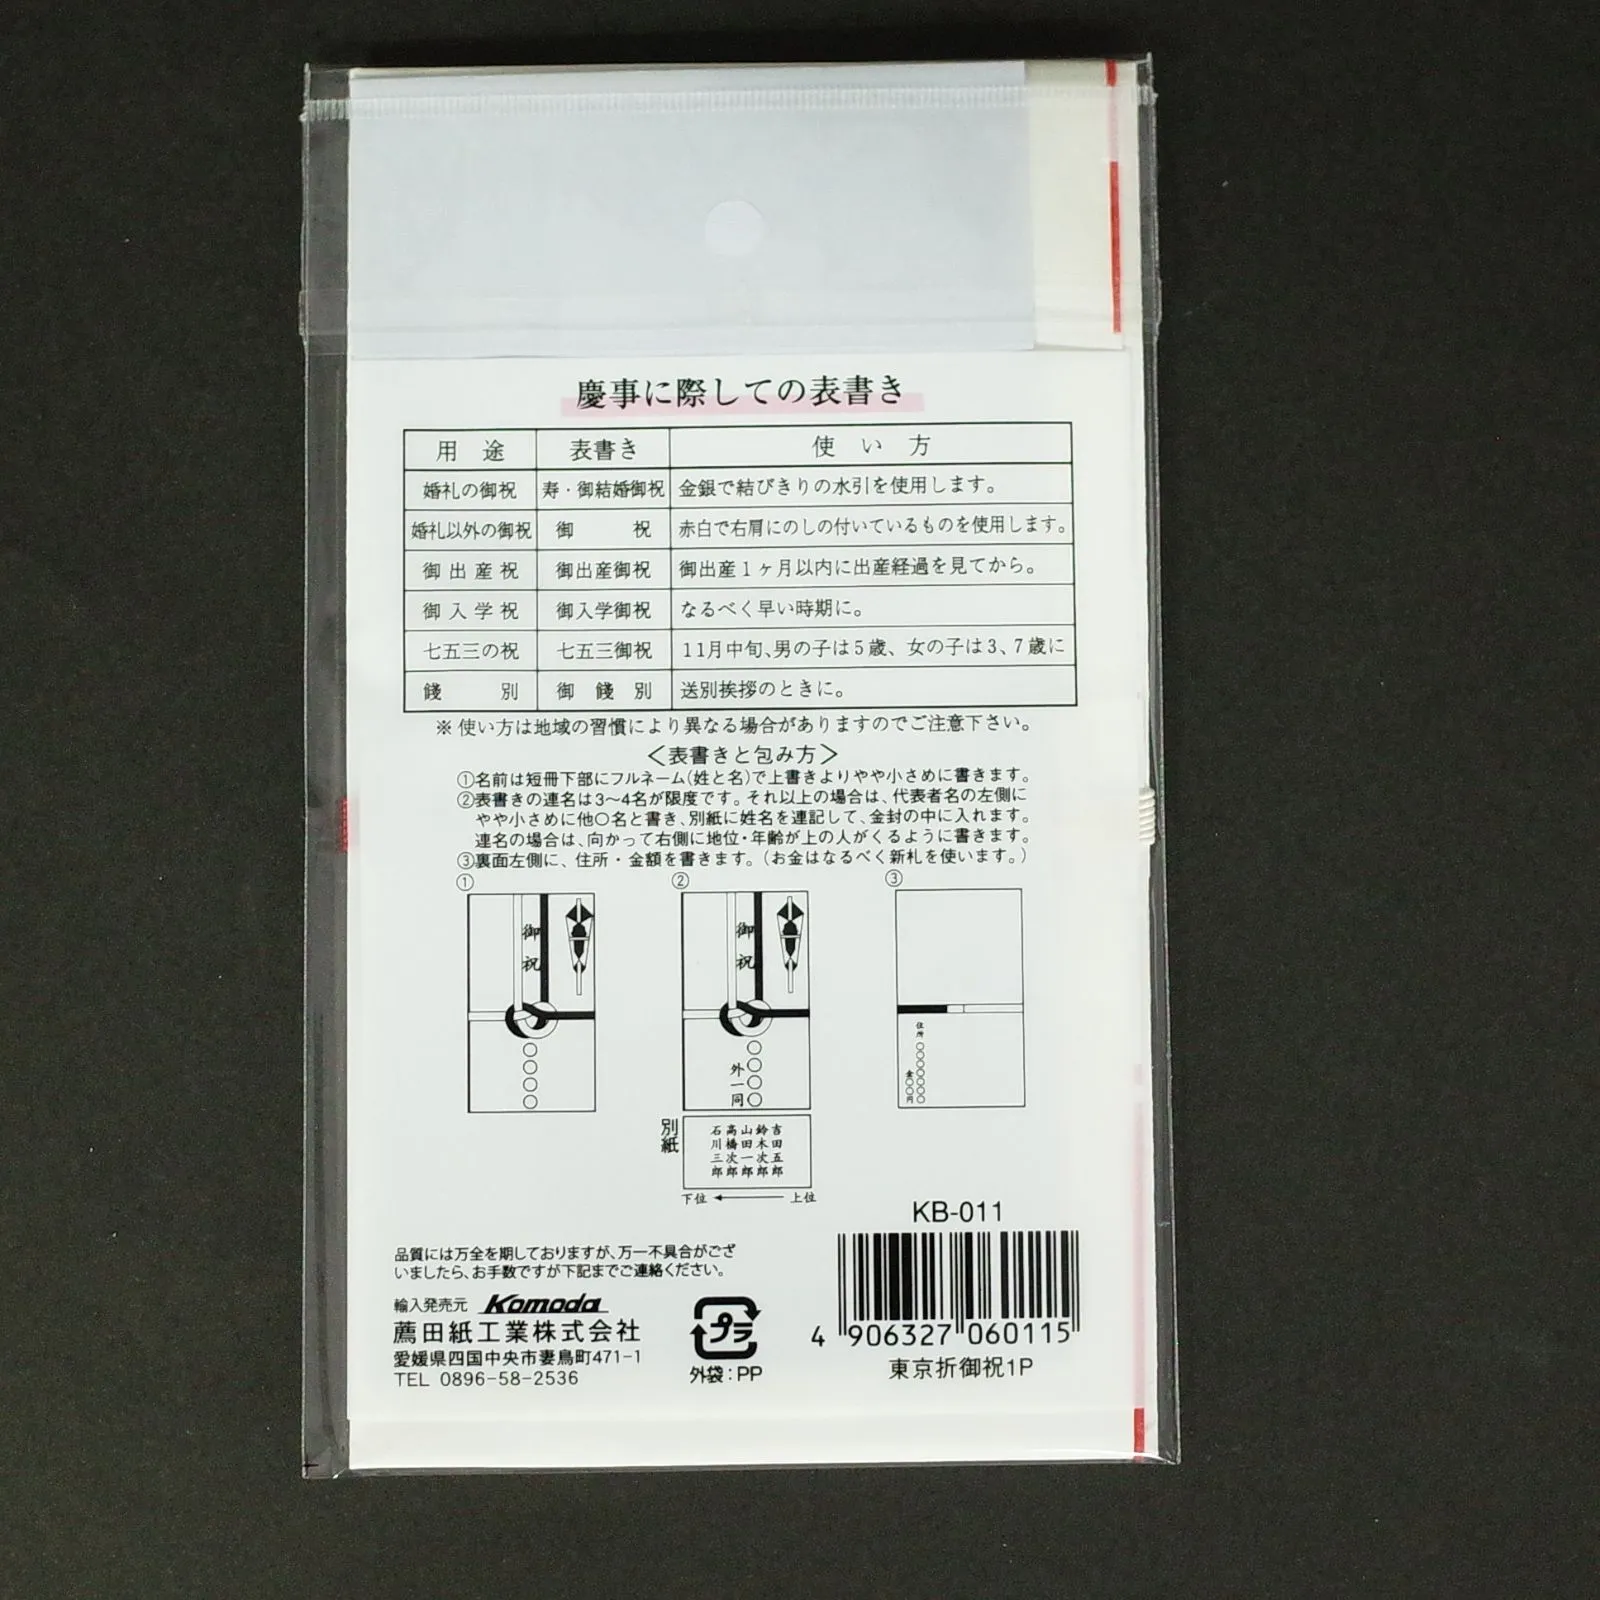 慶事に際しての表書き
用途 表書き 使い方
婚礼の御祝 寿・御結婚御祝 金銀で結びきりの水引を使用します。
婚礼以外の御祝 御祝 赤白で右肩にのしの付いているものを使用します。
御出産祝 御出産御祝 御出産1ヶ月以内に出産経過を見てから。
御入学祝 御入学御祝 なるべく早い時期に。
七五三の祝 七五三御祝 11月中旬、男の子は5歳、女の子は3、7歳に
餞別 御餞別 送別挨拶のときに。
※使い方は地域の習慣により異なる場合がありますのでご注意下さい。
＜表書きと包み方＞
①名前は短冊下部にフルネーム(姓と名)で上書きよりやや小さめに書きます。
②表書きの連名は3～4名が限度です。それ以上の場合は、代表者名の左側に
やや小さめに他〇名と書き、別紙に姓名を連記して、金封の中に入れます。
連名の場合は、向かって右側に地位・年齢が上の人がくるように書きます。
③裏面左側に、住所・金額を書きます。(お金はなるべく新札を使います。)
① ② ③
御祝
〇〇〇〇
御祝
〇〇〇〇
外一同
住所〇〇〇〇〇〇〇
金〇〇円
別紙
吉田五郎
鈴木次郎
山田一郎
高橋次郎
石川三郎
下位 ← 上位
KB-011
品質には万全を期しておりますが、万一不具合がござ
いましたら、お手数ですが下記までご連絡ください。
輸入発売元 Komoda
薦田紙工業株式会社
愛媛県四国中央市妻鳥町471-1
TEL 0896-58-2536
プラ
外袋：PP
4 906327 060115
東京折御祝1P